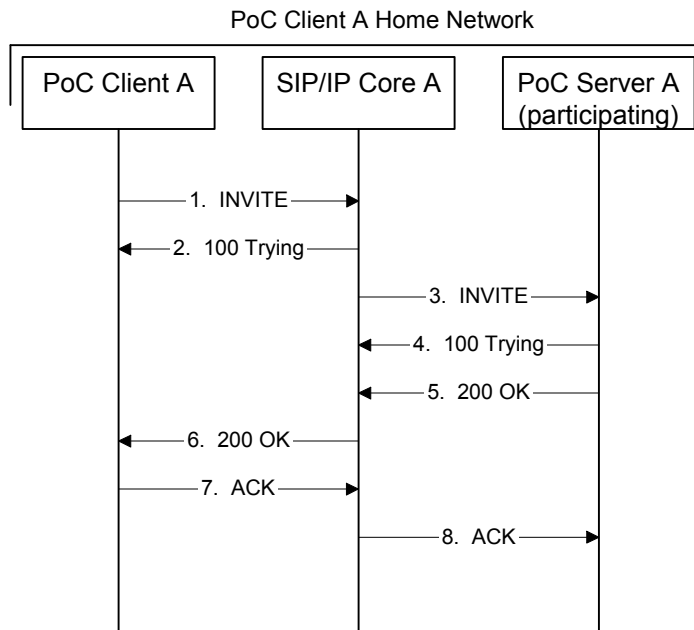 PoC Client A Home Network
PoC Client A
SIP/IP Core A
PoC Server A
(participating)
1. INVITE
2. 100 Trying
3. INVITE
4. 100 Trying
5. 200 OK
6. 200 OK
7. ACK
8. ACK